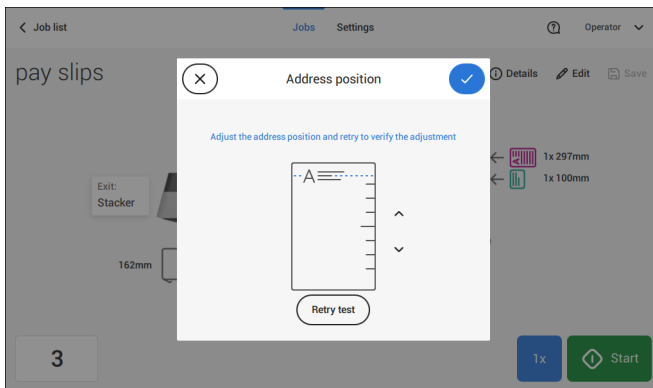 Job list
Jobs
Settings
Operator
pay slips
Address position
Details
Edit
Save
Adjust the address position and retry to verify the adjustment
A
1x 297mm
1x 100mm
Exit:
Stacker
162mm
Retry test
3
1x
Start